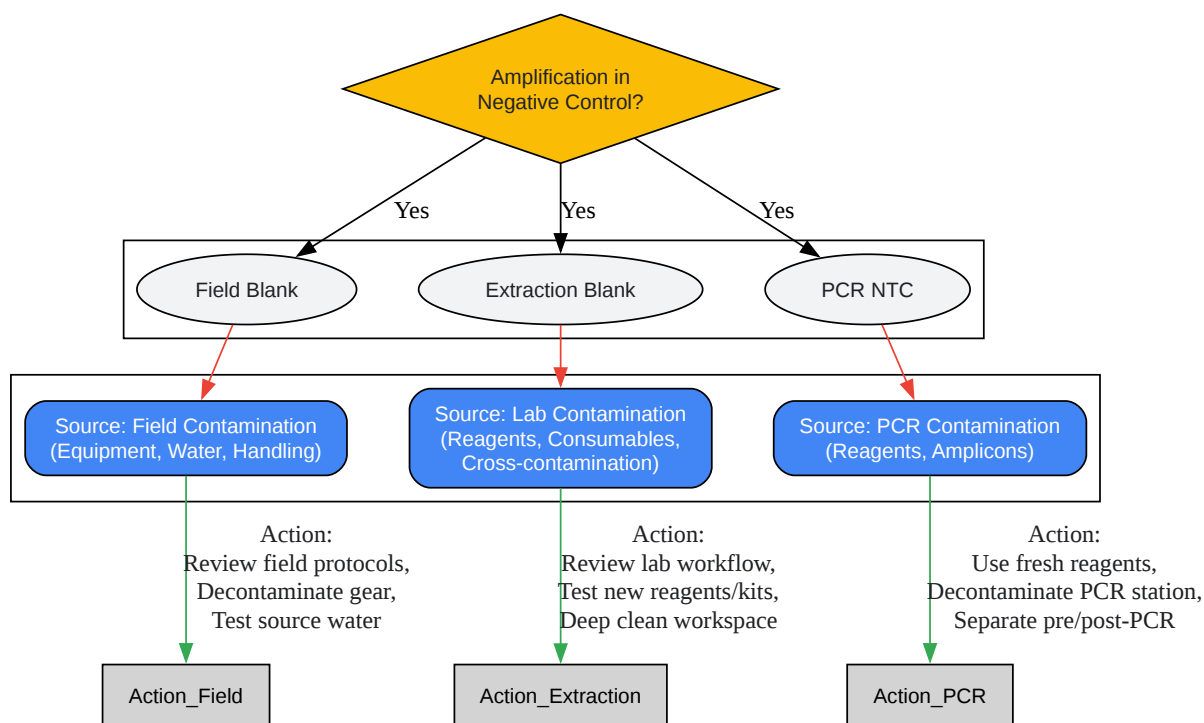 Amplification in
Negative Control?
Yes
Yes
Yes
Field Blank
Extraction Blank
PCR NTC
Source: Field Contamination
(Equipment, Water, Handling)
Source: Lab Contamination
(Reagents, Consumables,
Cross-contamination)
Source: PCR Contamination
(Reagents, Amplicons)
Action:
Review field protocols,
Decontaminate gear,
Test source water
Action:
Review lab workflow,
Test new reagents/kits,
Deep clean workspace
Action:
Use fresh reagents,
Decontaminate PCR station,
Separate pre/post-PCR
Action_Field
Action_Extraction
Action_PCR